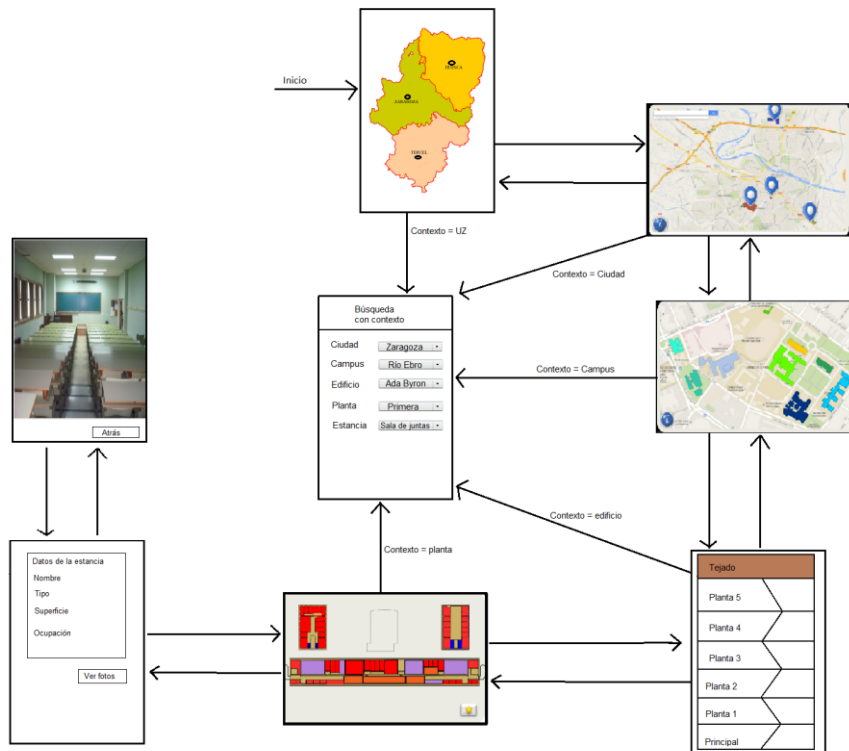 Inicio
HUESCA
ZARAGOZA
TERUEL
Contexto = UZ
Contexto = Ciudad
Búsqueda
con contexto
Ciudad Zaragoza
Campus Río Ebro
Edificio Ada Byron
Planta Primera
Estancia Sala de juntas
Contexto = Campus
Atrás
Contexto = edificio
Contexto = planta
Datos de la estancia
Nombre
Tipo
Superficie
Ocupación
Ver fotos
Tejado
Planta 5
Planta 4
Planta 3
Planta 2
Planta 1
Principal